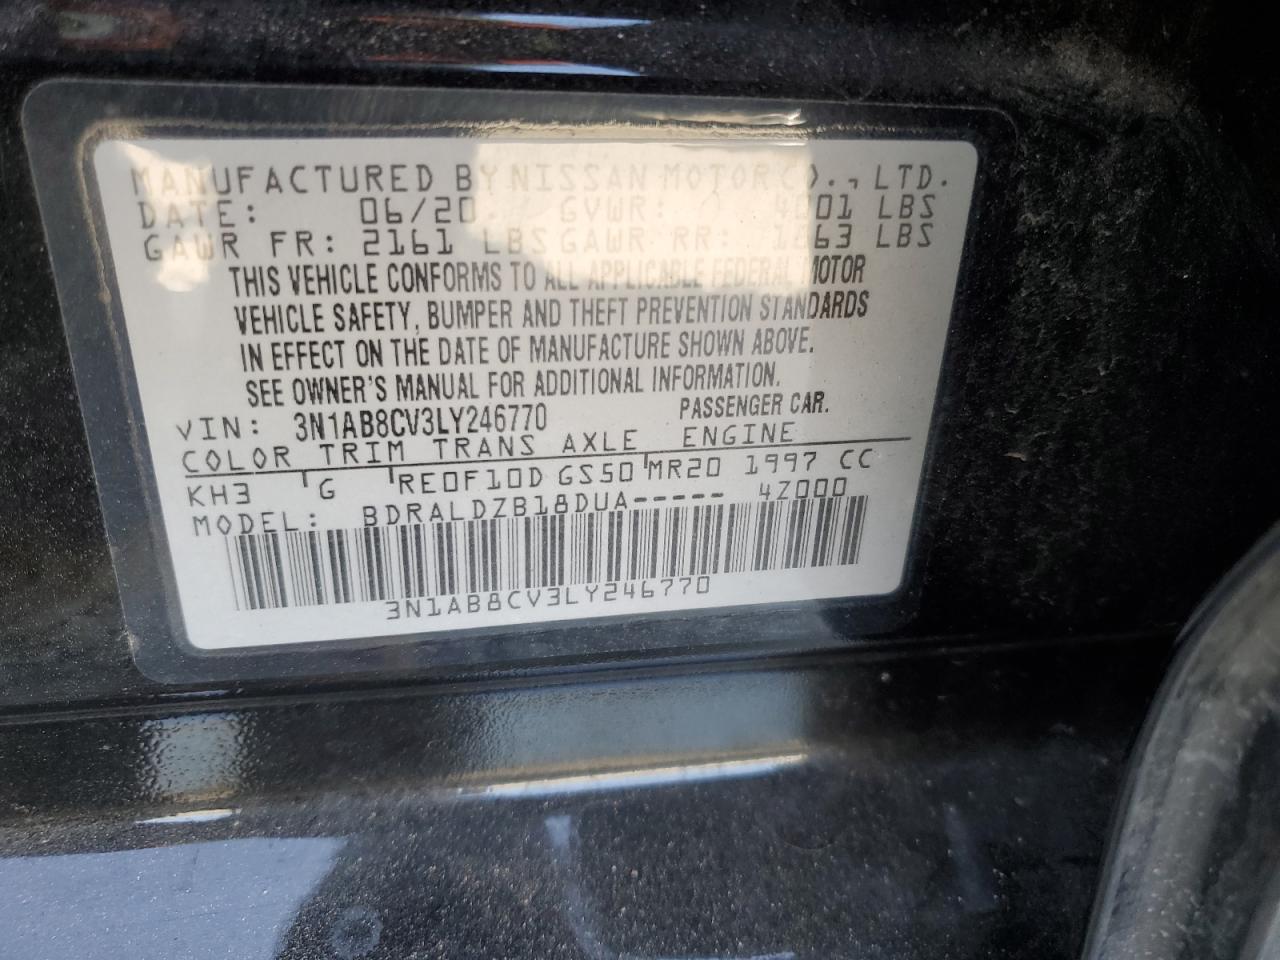 MANUFACTURED BY NISSAN MOTOR CO., LTD.
DATE: 06/20 GVWR: 4001 LBS
GAWR FR: 2161 LBS GAWR RR: 1863 LBS
THIS VEHICLE CONFORMS TO ALL APPLICABLE FEDERAL MOTOR
VEHICLE SAFETY, BUMPER AND THEFT PREVENTION STANDARDS
IN EFFECT ON THE DATE OF MANUFACTURE SHOWN ABOVE.
SEE OWNER'S MANUAL FOR ADDITIONAL INFORMATION.
VIN: 3N1AB8CV3LY246770 PASSENGER CAR.
COLOR TRIM TRANS AXLE ENGINE
KH3 G RE0F10D GS50 MR20 1997 CC
MODEL: BDRALDZB18DUA----- 4Z000
3N1AB8CV3LY246770